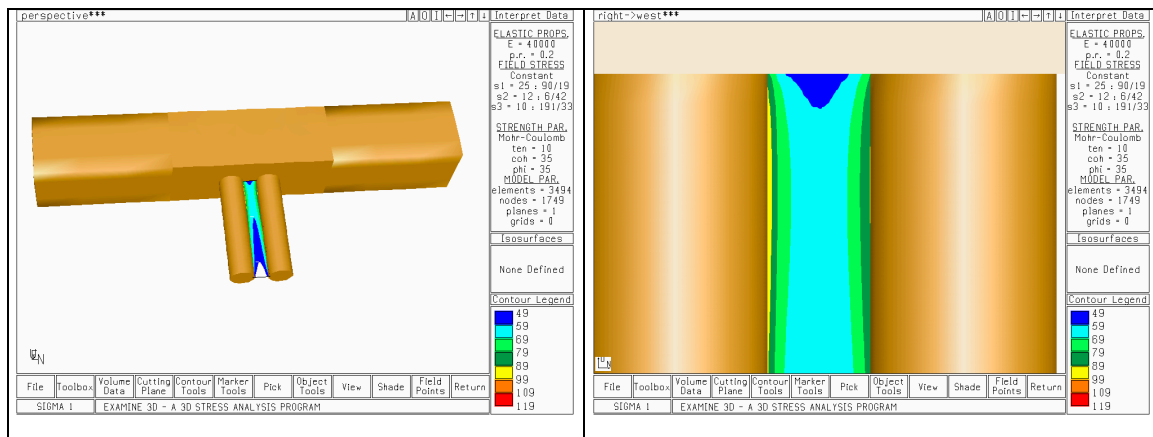 perspective***
A O I ← → ↑ ↓
Interpret Data
ELASTIC PROPS.
E = 40000
p.r. = 0.2
FIELD STRESS
Constant
s1 = 25 : 90/19
s2 = 12 : 6/42
s3 = 10 : 191/33
STRENGTH PAR.
Mohr-Coulomb
ten = 10
coh = 35
phi = 35
MODEL PAR.
elements = 3494
nodes = 1749
planes = 1
grids = 0
Isosurfaces
None Defined
Contour Legend
49
59
69
79
89
99
109
119
U N
File Toolbox Volume Data Cutting Plane Contour Tools Marker Tools Pick Object Tools View Shade Field Points Return
SIGMA 1 EXAMINE 3D - A 3D STRESS ANALYSIS PROGRAM
right->west***
A O I ← → ↑ ↓
Interpret Data
ELASTIC PROPS.
E = 40000
p.r. = 0.2
FIELD STRESS
Constant
s1 = 25 : 90/19
s2 = 12 : 6/42
s3 = 10 : 191/33
STRENGTH PAR.
Mohr-Coulomb
ten = 10
coh = 35
phi = 35
MODEL PAR.
elements = 3494
nodes = 1749
planes = 1
grids = 0
Isosurfaces
None Defined
Contour Legend
49
59
69
79
89
99
109
119
U N
File Toolbox Volume Data Cutting Plane Contour Tools Marker Tools Pick Object Tools View Shade Field Points Return
SIGMA 1 EXAMINE 3D - A 3D STRESS ANALYSIS PROGRAM